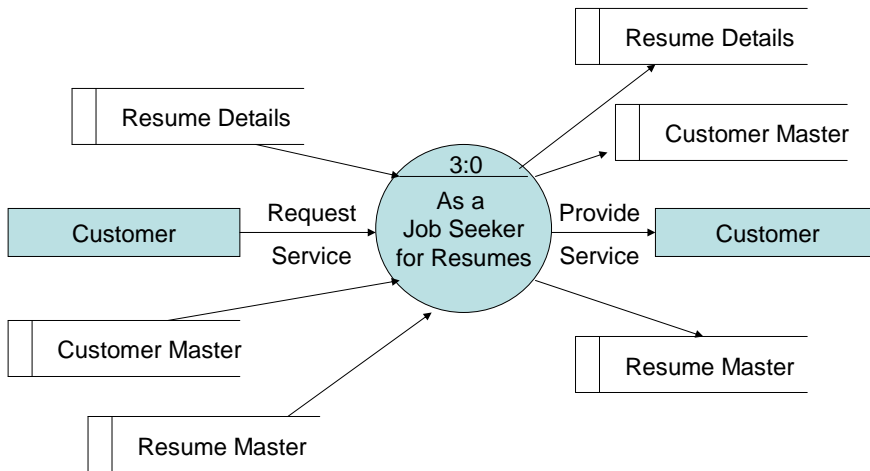 Resume Details
Resume Details
Customer Master
3:0
As a
Job Seeker
for Resumes
Customer
Request
Service
Provide
Service
Customer
Customer Master
Resume Master
Resume Master